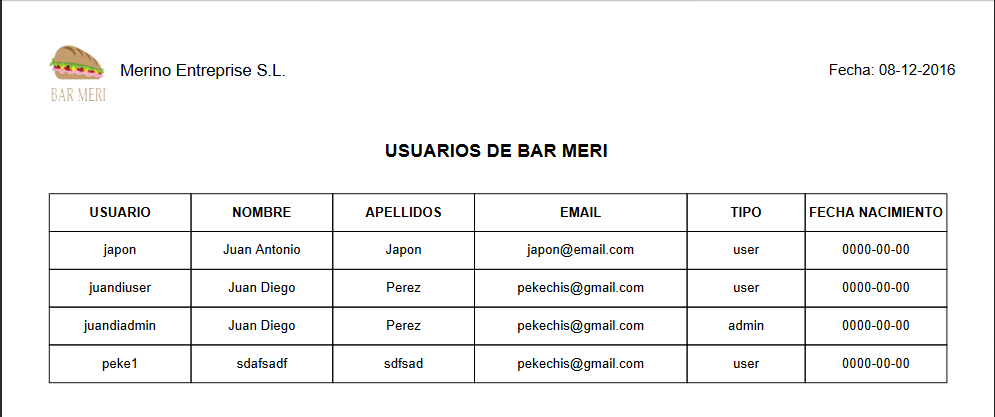 Merino Entreprise S.L. Fecha: 08-12-2016
BAR MERI
USUARIOS DE BAR MERI
USUARIO NOMBRE APELLIDOS EMAIL TIPO FECHA NACIMIENTO
japon Juan Antonio Japon japon@email.com user 0000-00-00
juandiuser Juan Diego Perez pekechis@gmail.com user 0000-00-00
juandiadmin Juan Diego Perez pekechis@gmail.com admin 0000-00-00
peke1 sdafsadf sdfsad pekechis@gmail.com user 0000-00-00